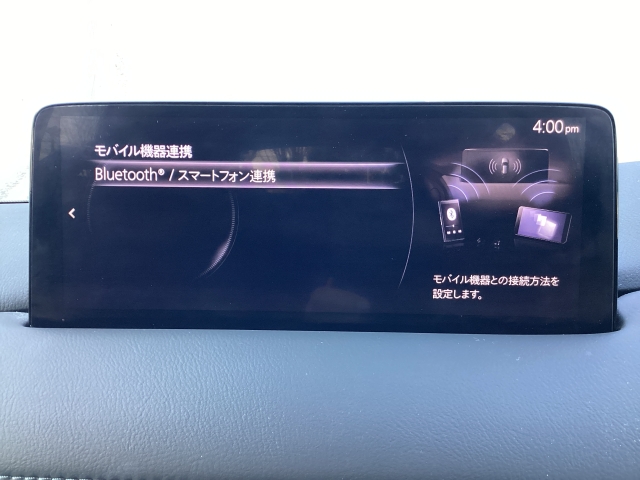 4:00pm
モバイル機器連携
Bluetooth® / スマートフォン連携
モバイル機器との接続方法を
設定します。